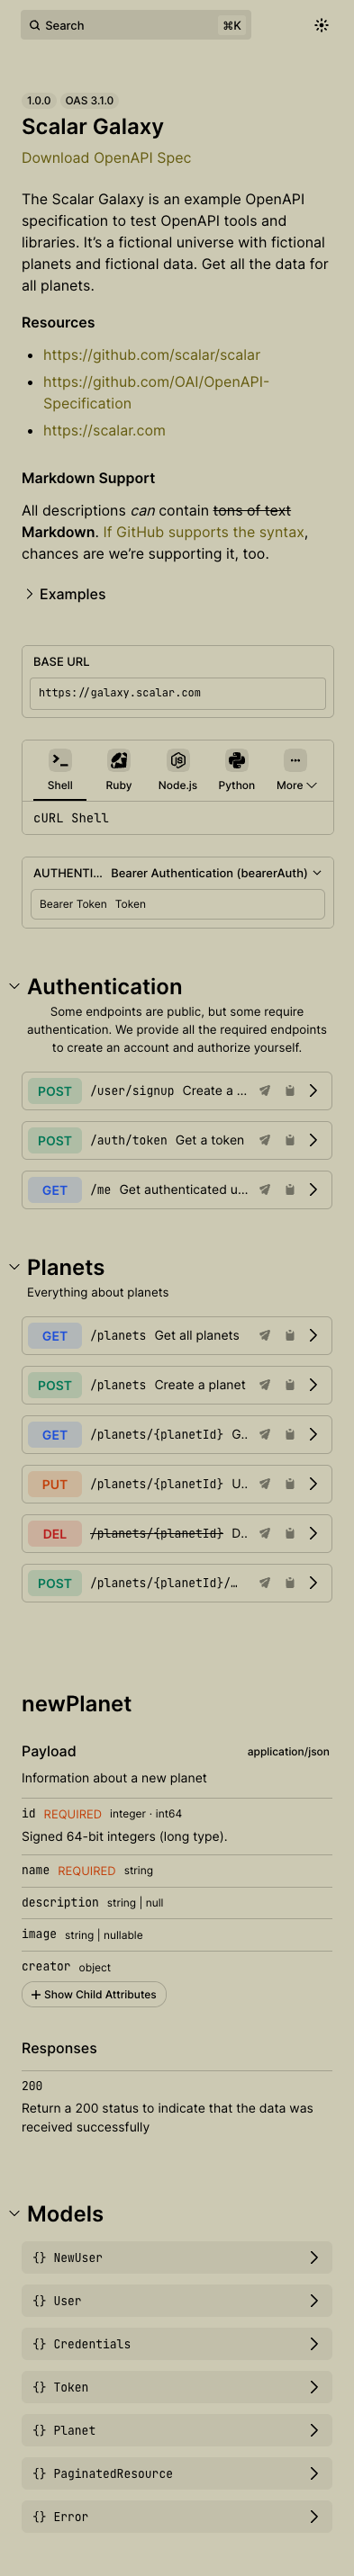 Search ⌘K
1.0.0 OAS 3.1.0
Scalar Galaxy
Download OpenAPI Spec
The Scalar Galaxy is an example OpenAPI
specification to test OpenAPI tools and
libraries. It’s a fictional universe with fictional
planets and fictional data. Get all the data for
all planets.
Resources
• https://github.com/scalar/scalar
• https://github.com/OAI/OpenAPI-
Specification
• https://scalar.com
Markdown Support
All descriptions can contain tons of text
Markdown. If GitHub supports the syntax,
chances are we’re supporting it, too.
Examples
BASE URL
https://galaxy.scalar.com
Shell Ruby Node.js Python More
cURL Shell
AUTHENTI... Bearer Authentication (bearerAuth)
Bearer Token Token
Authentication
Some endpoints are public, but some require
authentication. We provide all the required endpoints
to create an account and authorize yourself.
POST /user/signup Create a ...
POST /auth/token Get a token
GET /me Get authenticated u...
Planets
Everything about planets
GET /planets Get all planets
POST /planets Create a planet
GET /planets/{planetId} G..
PUT /planets/{planetId} U..
DEL /planets/{planetId} D..
POST /planets/{planetId}/…
newPlanet
Payload application/json
Information about a new planet
id REQUIRED integer · int64
Signed 64-bit integers (long type).
name REQUIRED string
description string | null
image string | nullable
creator object
+ Show Child Attributes
Responses
200
Return a 200 status to indicate that the data was
received successfully
Models
{} NewUser
{} User
{} Credentials
{} Token
{} Planet
{} PaginatedResource
{} Error